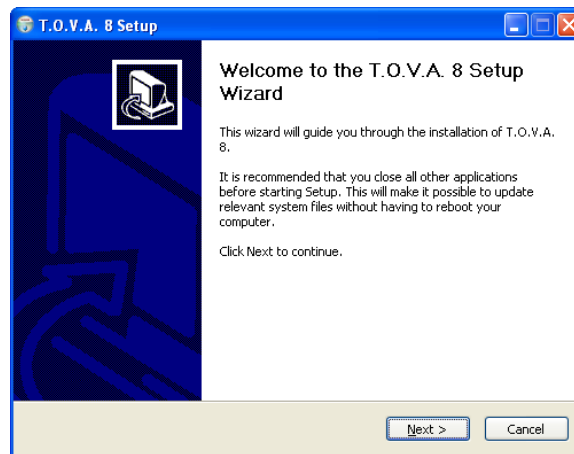 T.O.V.A. 8 Setup
Welcome to the T.O.V.A. 8 Setup
Wizard
This wizard will guide you through the installation of T.O.V.A.
8.
It is recommended that you close all other applications
before starting Setup. This will make it possible to update
relevant system files without having to reboot your
computer.
Click Next to continue.
Next >
Cancel